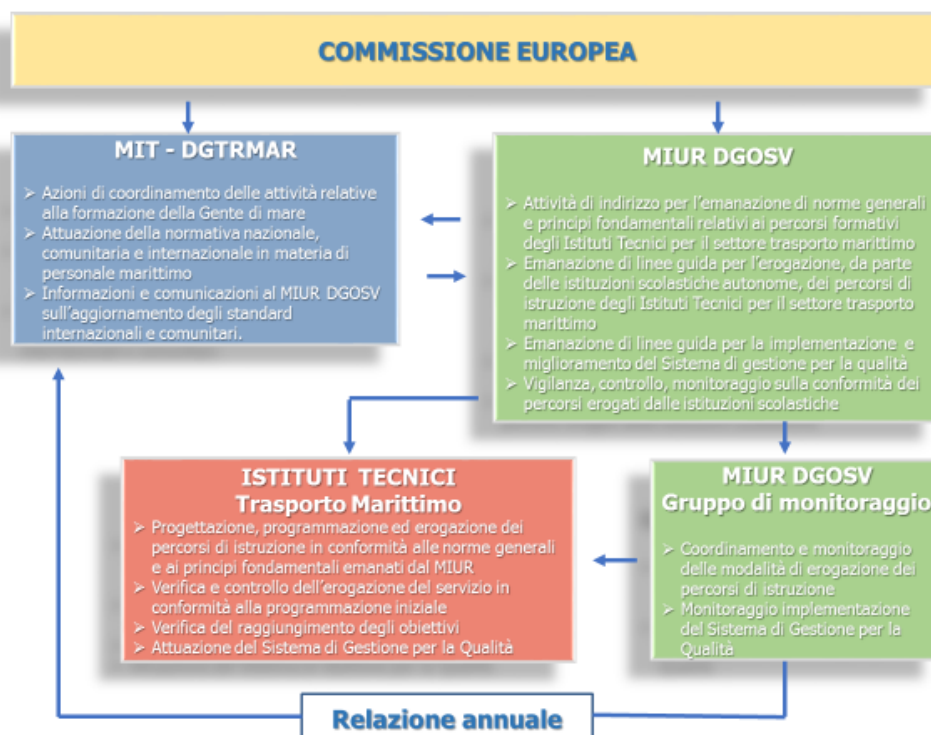 COMMISSIONE EUROPEA
MIT - DGTRMAR
➢ Azioni di coordinamento delle attività relative
alla formazione della Gente di mare
➢ Attuazione della normativa nazionale,
comunitaria e internazionale in materia di
personale marittimo
➢ Informazioni e comunicazioni al MIUR DGOSV
sull'aggiornamento degli standard
internazionali e comunitari.
MIUR DGOSV
➢ Attività di indirizzo per l'emanazione di norme generali
e principi fondamentali relativi ai percorsi formativi
degli Istituti Tecnici per il settore trasporto marittimo
➢ Emanazione di linee guida per l'erogazione, da parte
delle istituzioni scolastiche autonome, dei percorsi di
istruzione degli Istituti Tecnici per il settore trasporto
marittimo
➢ Emanazione di linee guida per la implementazione e
miglioramento del Sistema di gestione per la qualità
➢ Vigilanza, controllo, monitoraggio sulla conformità dei
percorsi erogati dalle istituzioni scolastiche
ISTITUTI TECNICI
Trasporto Marittimo
➢ Progettazione, programmazione ed erogazione dei
percorsi di istruzione in conformità alle norme generali
e ai principi fondamentali emanati dal MIUR
➢ Verifica e controllo dell'erogazione del servizio in
conformità alla programmazione iniziale
➢ Verifica del raggiungimento degli obiettivi
➢ Attuazione del Sistema di Gestione per la Qualità
MIUR DGOSV
Gruppo di monitoraggio
➢ Coordinamento e monitoraggio
delle modalità di erogazione dei
percorsi di istruzione
➢ Monitoraggio implementazione
del Sistema di Gestione per la
Qualità
Relazione annuale